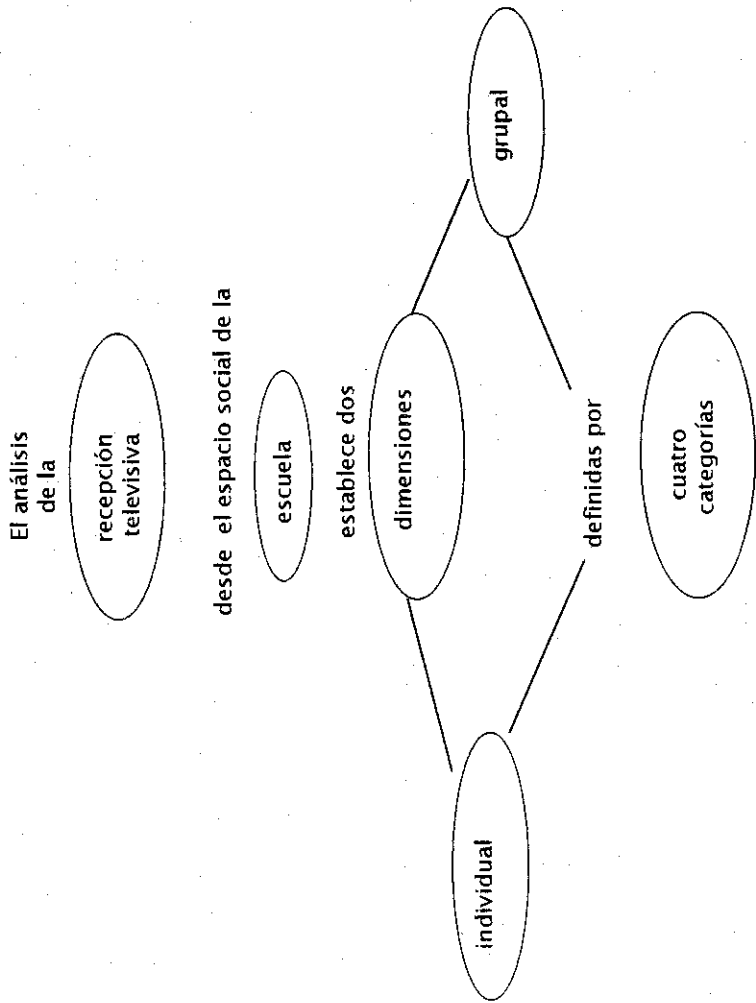 El análisis
de la
recepción
televisiva
desde el espacio social de la
escuela
establece dos
dimensiones
individual
grupal
definidas por
cuatro
categorías